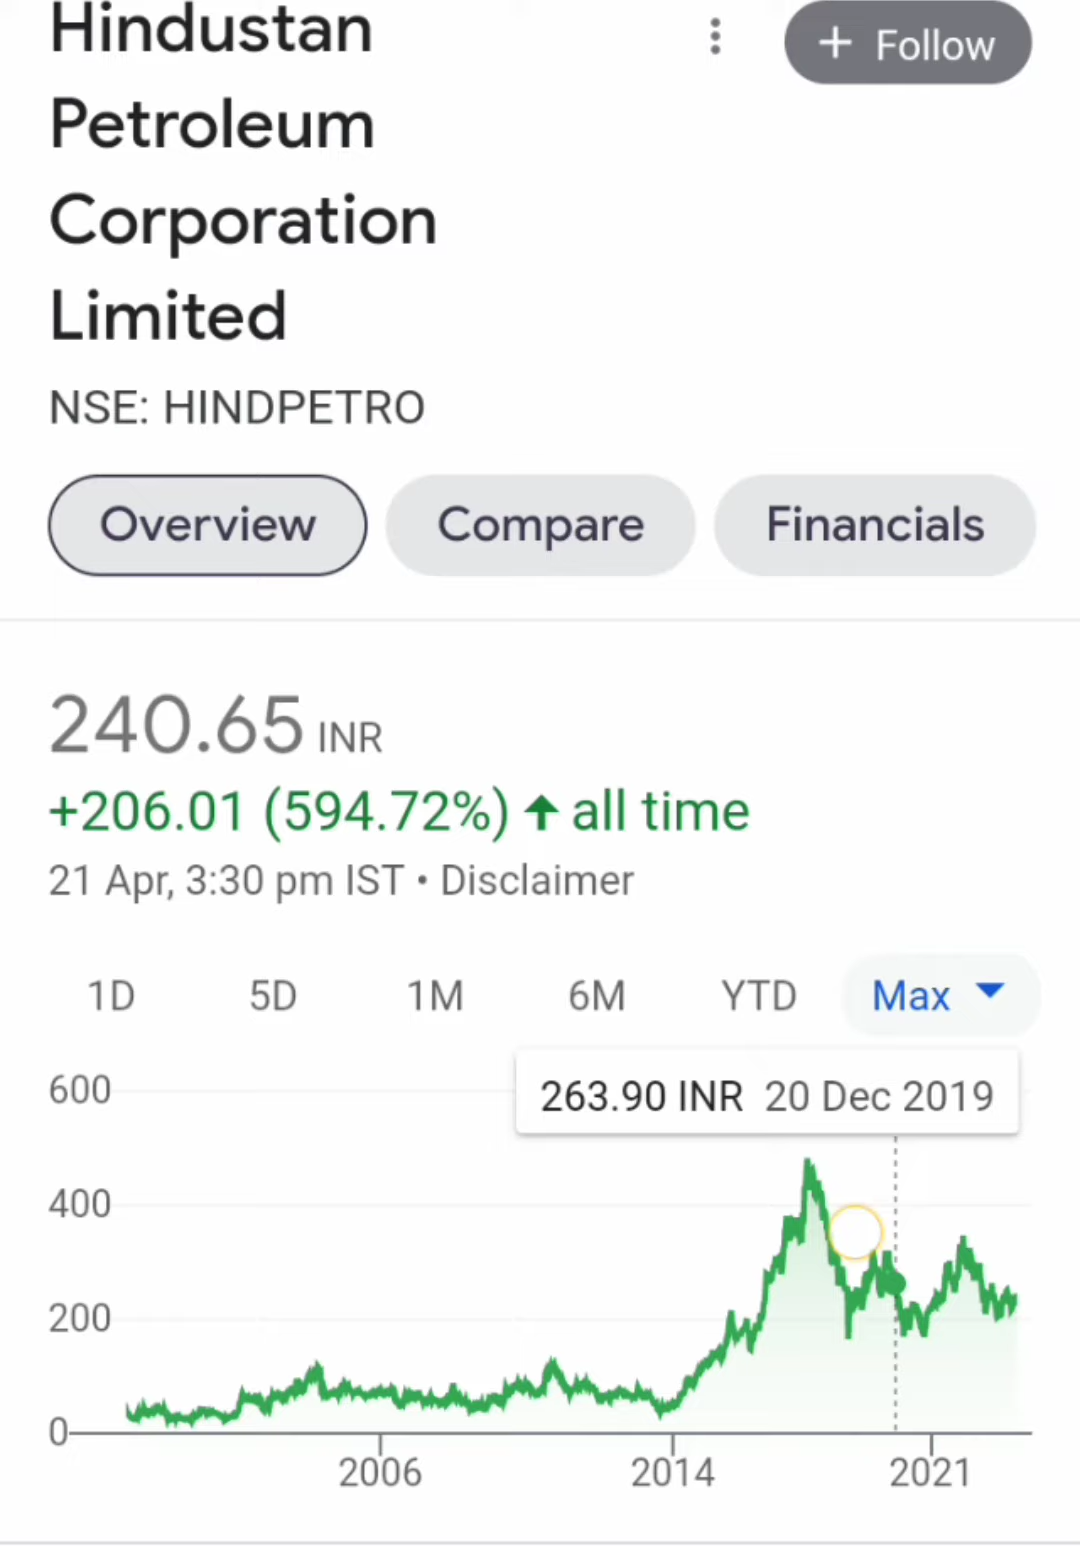 Hindustan
Petroleum
Corporation
Limited
+ Follow
NSE: HINDPETRO
Overview Compare Financials
240.65 INR
+206.01 (594.72%) ↑ all time
21 Apr, 3:30 pm IST • Disclaimer
1D 5D 1M 6M YTD Max
263.90 INR 20 Dec 2019
600
400
200
0
2006 2014 2021